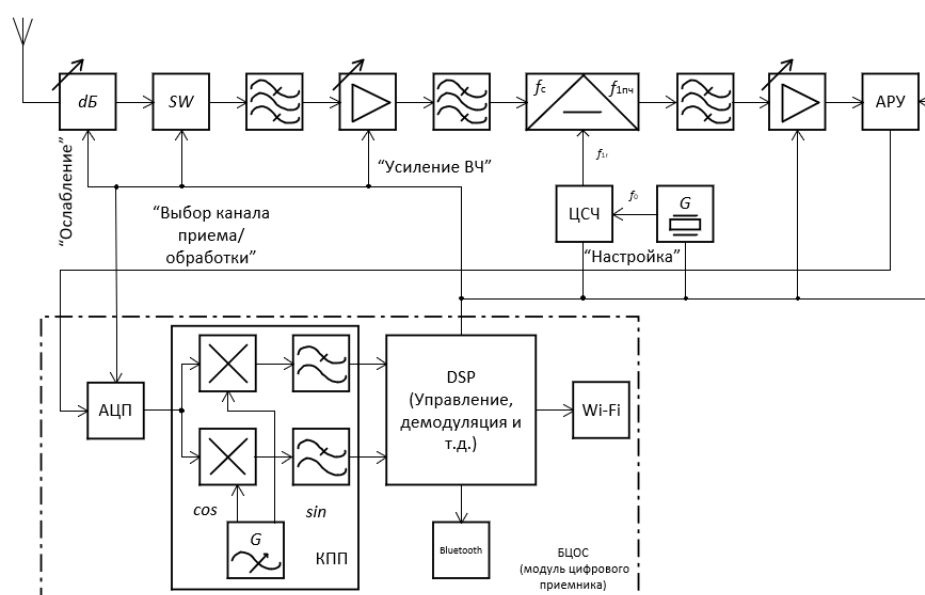 dБ
SW
fс
f1пч
АРУ
“Усиление ВЧ”
“Ослабление”
“Выбор канала
приема/
обработки”
f1г
ЦСЧ
f0
G
“Настройка”
АЦП
DSP
(Управление,
демодуляция и
т.д.)
Wi-Fi
cos
sin
G
КПП
Bluetooth
БЦОС
(модуль цифрового
приемника)